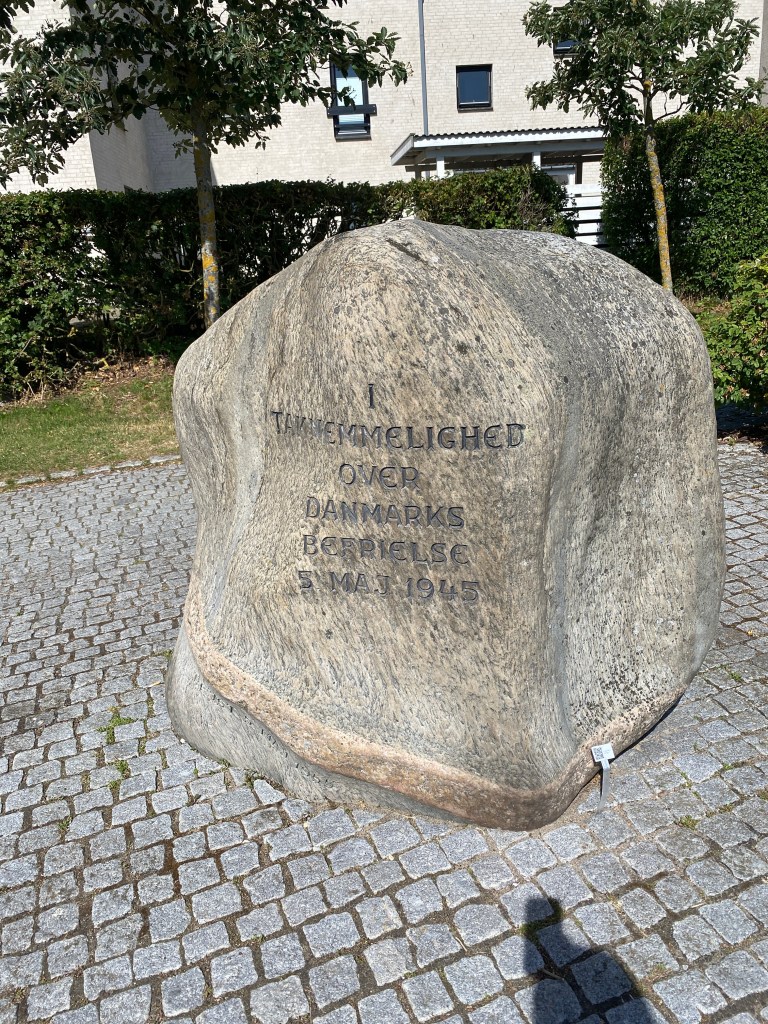 I
TAKNEMMELIGHED
OVER
DANMARKS
BEFRIELSE
5 MAJ 1945